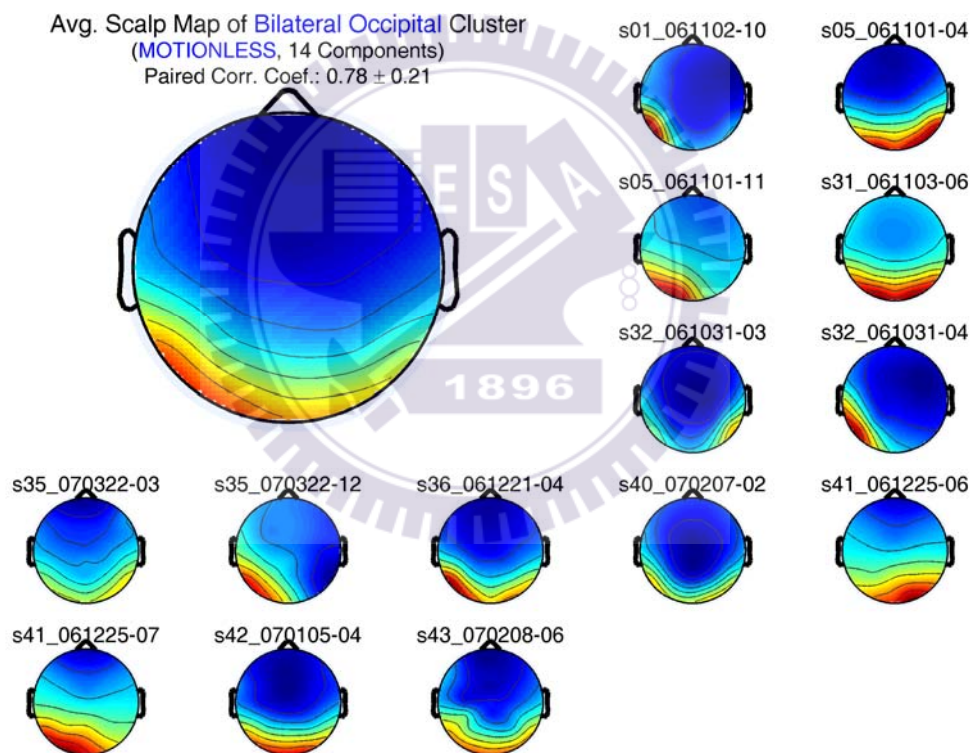 Avg. Scalp Map of Bilateral Occipital Cluster
(MOTIONLESS, 14 Components)
Paired Corr. Coef.: 0.78 ± 0.21
s01_061102-10
s05_061101-04
s05_061101-11
s31_061103-06
s32_061031-03
s32_061031-04
s35_070322-03
s35_070322-12
s36_061221-04
s40_070207-02
s41_061225-06
s41_061225-07
s42_070105-04
s43_070208-06
ESA
1896